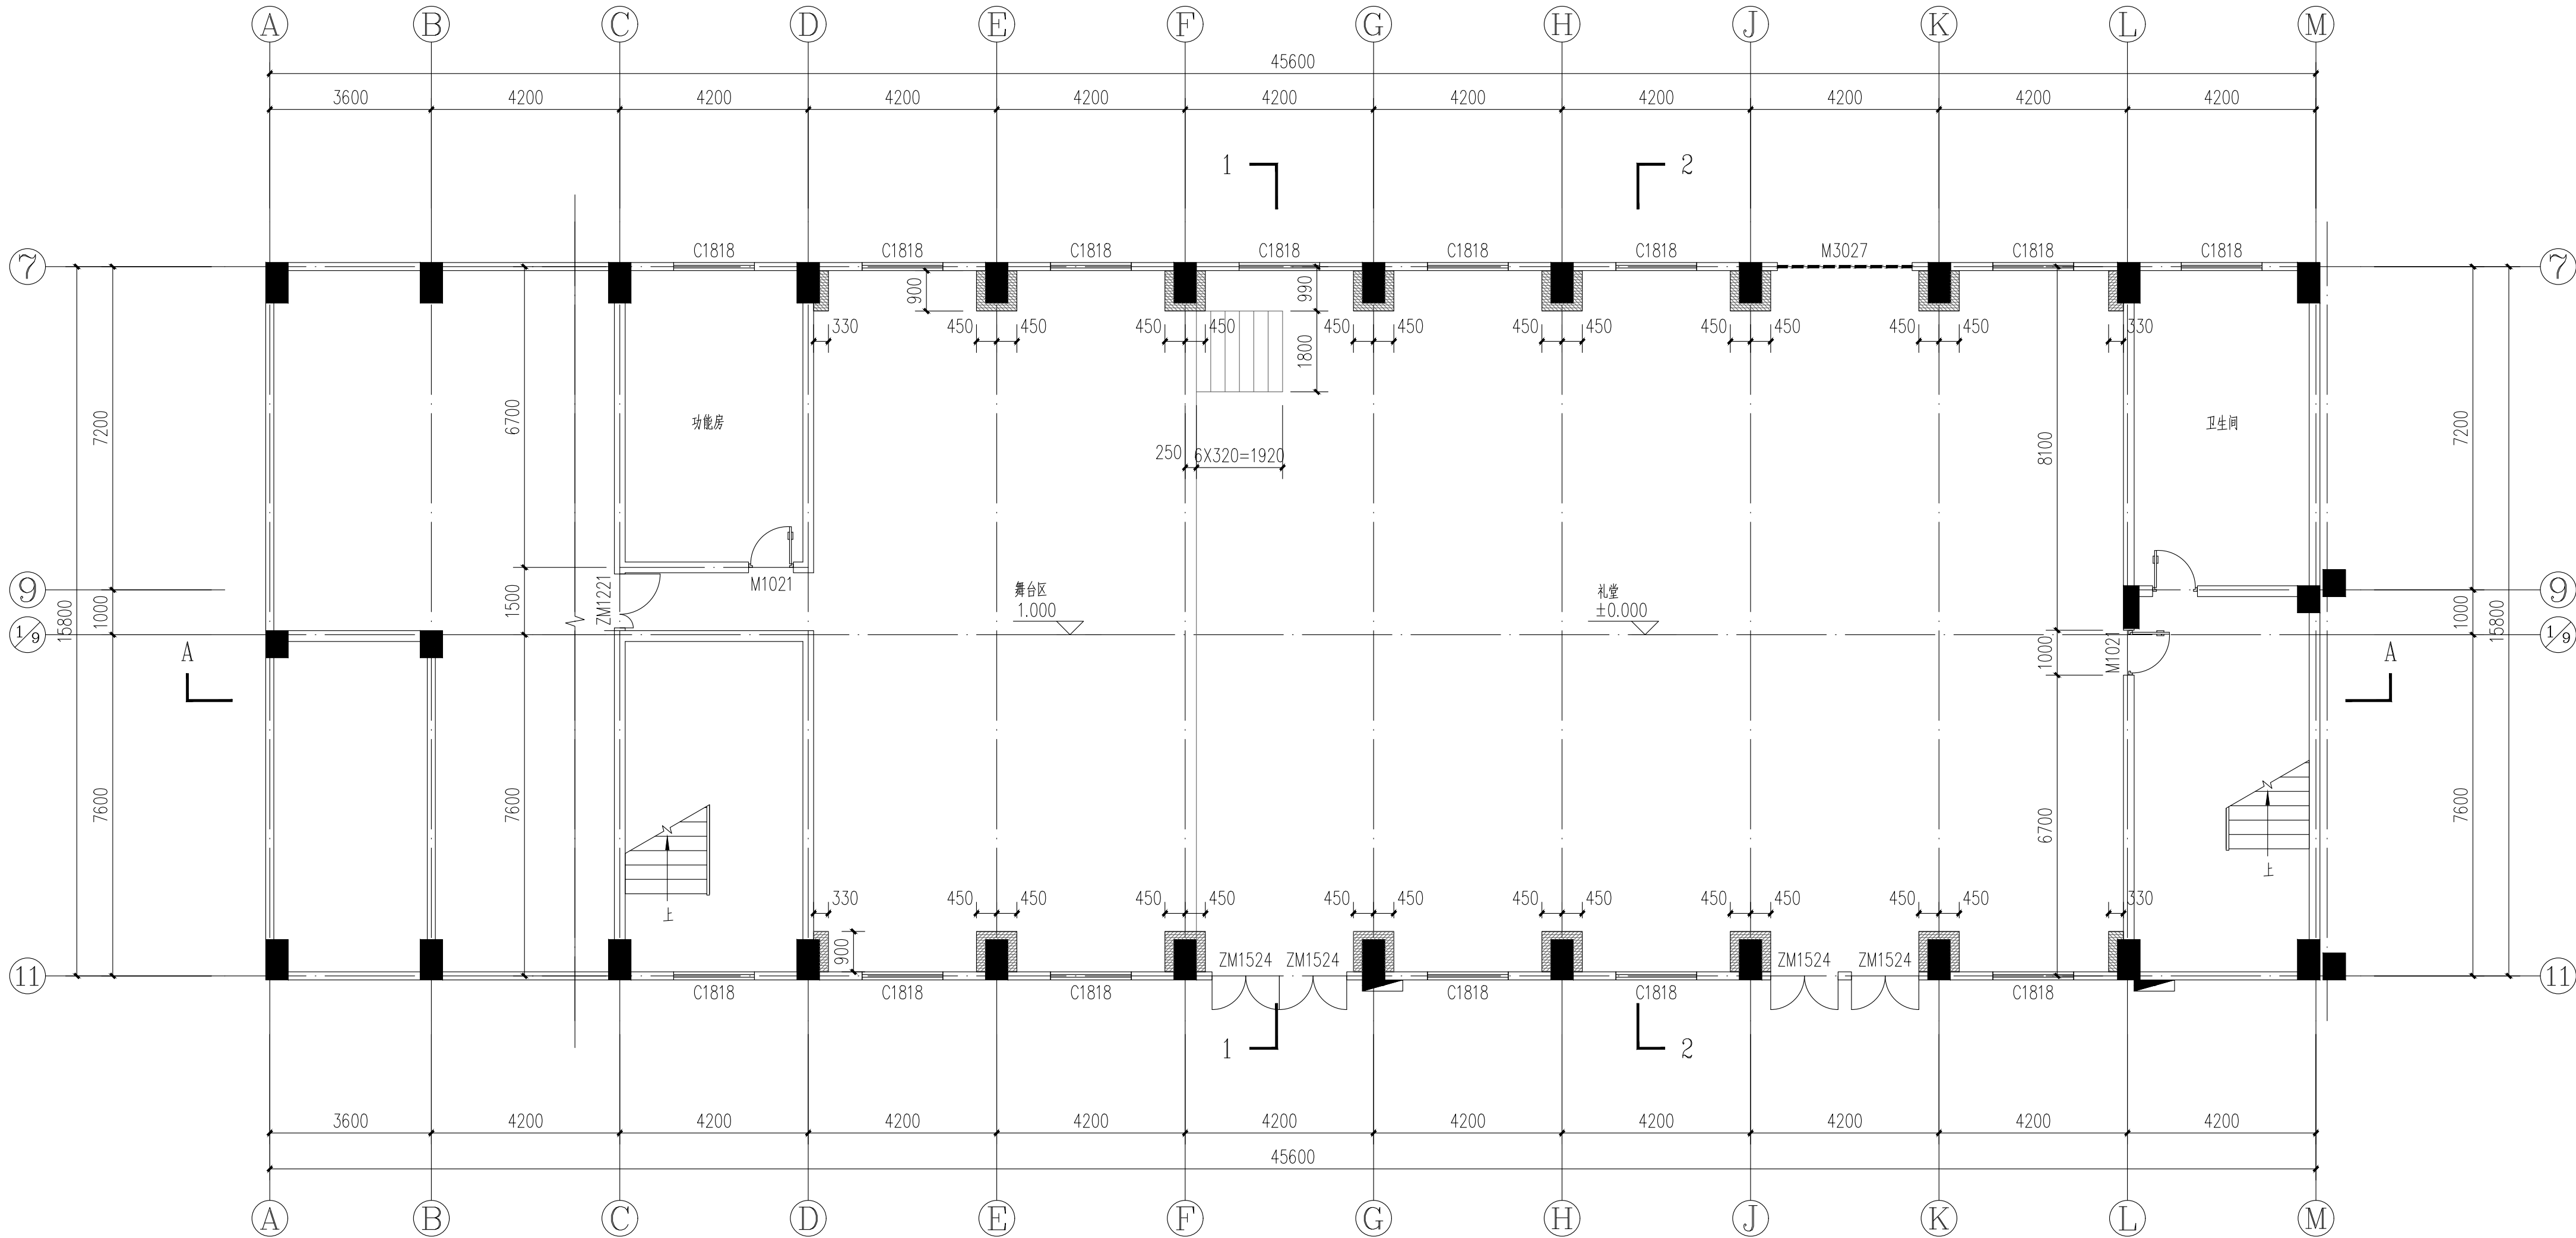 A B C D E F G H J K L M
45600
3600 4200 4200 4200 4200 4200 4200 4200 4200 4200 4200
1 2
C1818 C1818 C1818 C1818 C1818 C1818 M3027 C1818 C1818
7 7
900 990
330 450 450 450 450 450 450 450 450 450 450 450 450 330
1800
7200 6700 功能房 8100 卫生间 7200
250 6X320=1920
9 M1021 9
ZM1221
舞台区 礼堂
1.000 ±0.000
15800 1000 1500 1000 15800
1/9 1/9
A 1000 M1021 A
7600 7600 6700 7600
上 上
330 450 450 450 450 450 450 450 450 450 450 450 450 330
900
ZM1524 ZM1524 ZM1524 ZM1524
11 11
C1818 C1818 C1818 C1818 C1818 C1818
1 2
3600 4200 4200 4200 4200 4200 4200 4200 4200 4200 4200
45600
A B C D E F G H J K L M